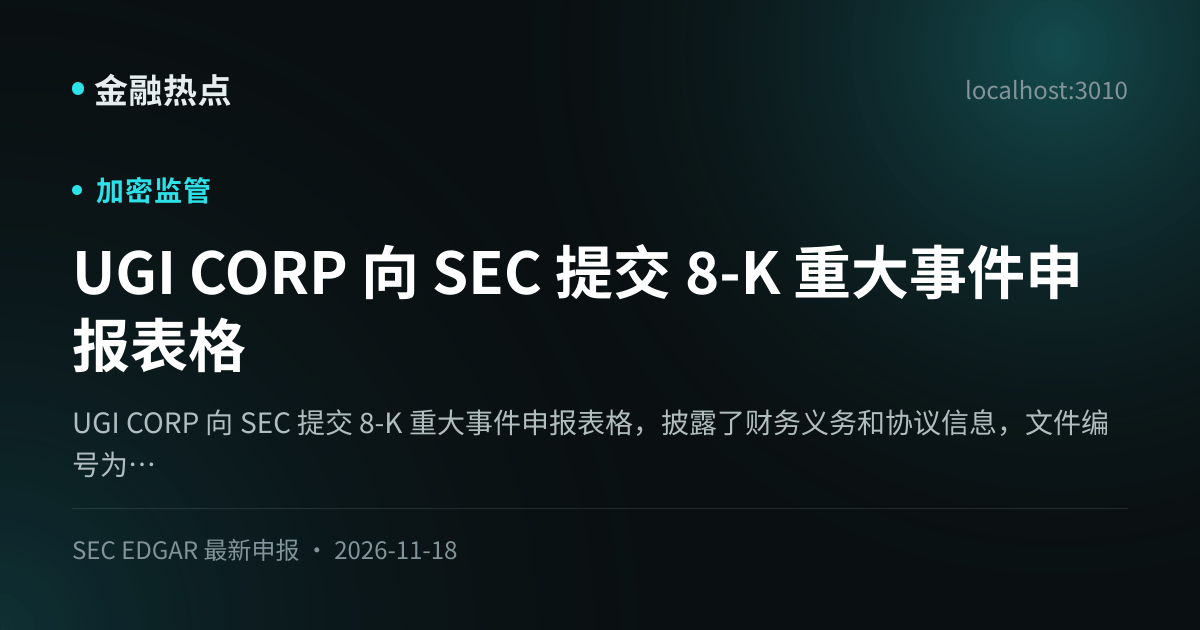 金融热点
localhost:3010
加密监管
UGI CORP 向 SEC 提交 8-K 重大事件申
报表格
UGI CORP 向 SEC 提交 8-K 重大事件申报表格，披露了财务义务和协议信息，文件编
号为…
SEC EDGAR 最新申报 · 2026-11-18